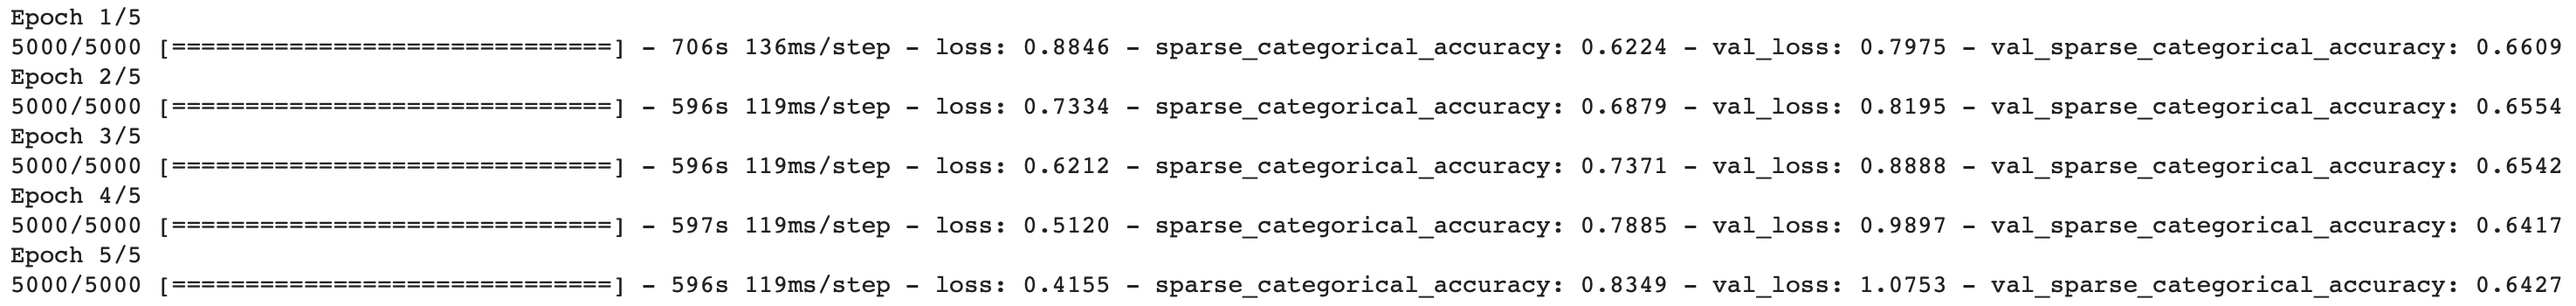 Epoch 1/5
5000/5000 [==============================] - 706s 136ms/step - loss: 0.8846 - sparse_categorical_accuracy: 0.6224 - val_loss: 0.7975 - val_sparse_categorical_accuracy: 0.6609
Epoch 2/5
5000/5000 [==============================] - 596s 119ms/step - loss: 0.7334 - sparse_categorical_accuracy: 0.6879 - val_loss: 0.8195 - val_sparse_categorical_accuracy: 0.6554
Epoch 3/5
5000/5000 [==============================] - 596s 119ms/step - loss: 0.6212 - sparse_categorical_accuracy: 0.7371 - val_loss: 0.8888 - val_sparse_categorical_accuracy: 0.6542
Epoch 4/5
5000/5000 [==============================] - 597s 119ms/step - loss: 0.5120 - sparse_categorical_accuracy: 0.7885 - val_loss: 0.9897 - val_sparse_categorical_accuracy: 0.6417
Epoch 5/5
5000/5000 [==============================] - 596s 119ms/step - loss: 0.4155 - sparse_categorical_accuracy: 0.8349 - val_loss: 1.0753 - val_sparse_categorical_accuracy: 0.6427